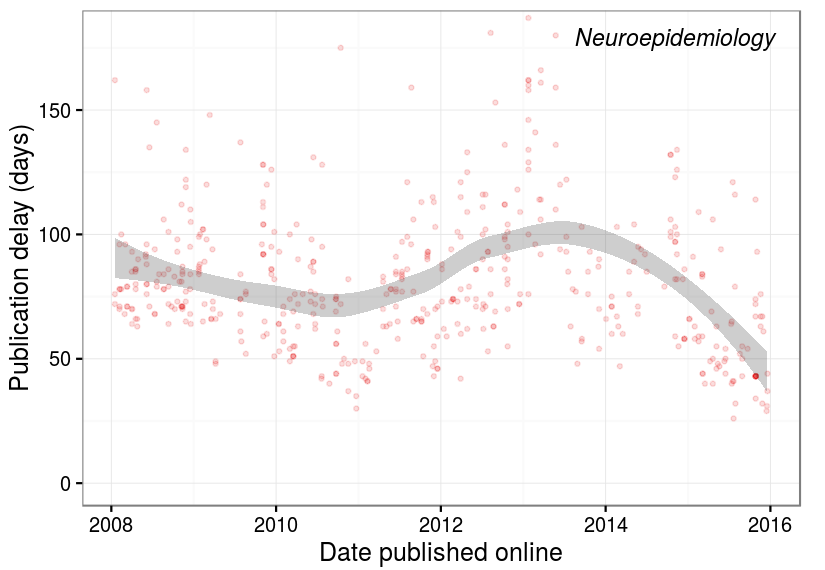 Neuroepidemiology
Publication delay (days)
150
100
50
0
2008 2010 2012 2014 2016
Date published online